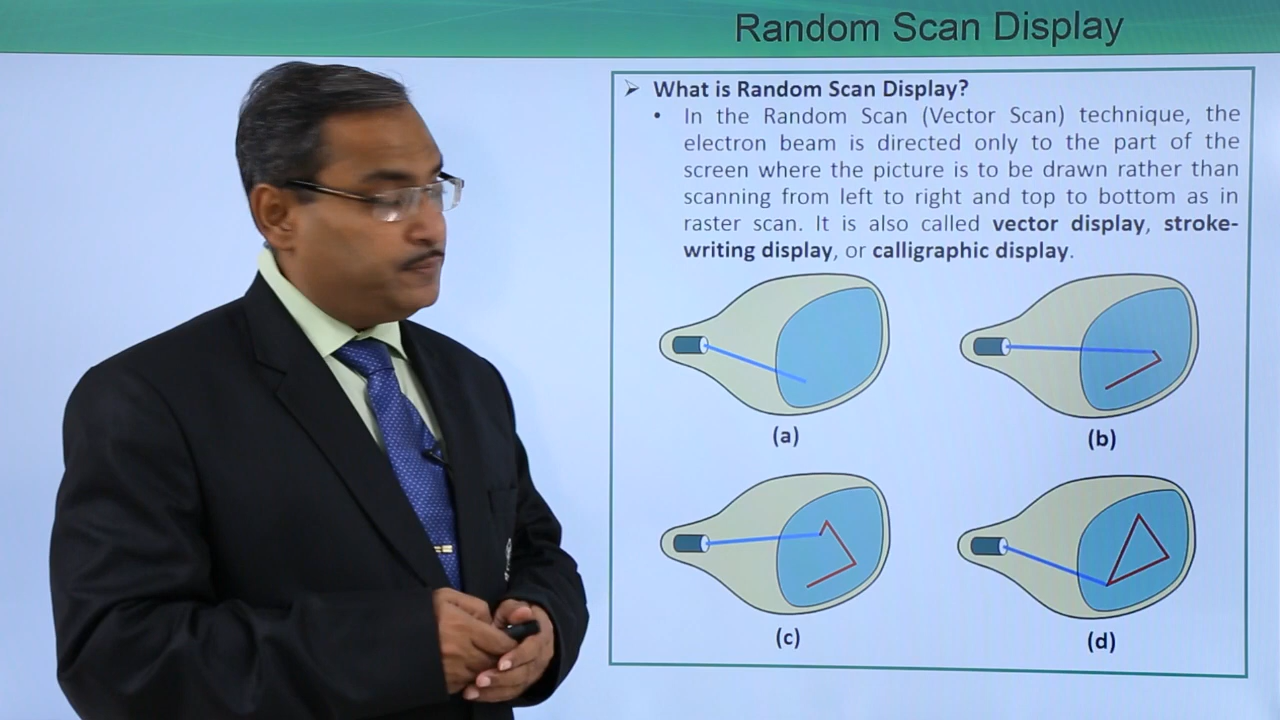 Random Scan Display
➢ What is Random Scan Display?
• In the Random Scan (Vector Scan) technique, the
electron beam is directed only to the part of the
screen where the picture is to be drawn rather than
scanning from left to right and top to bottom as in
raster scan. It is also called vector display, stroke-
writing display, or calligraphic display.
(a)
(b)
(c)
(d)